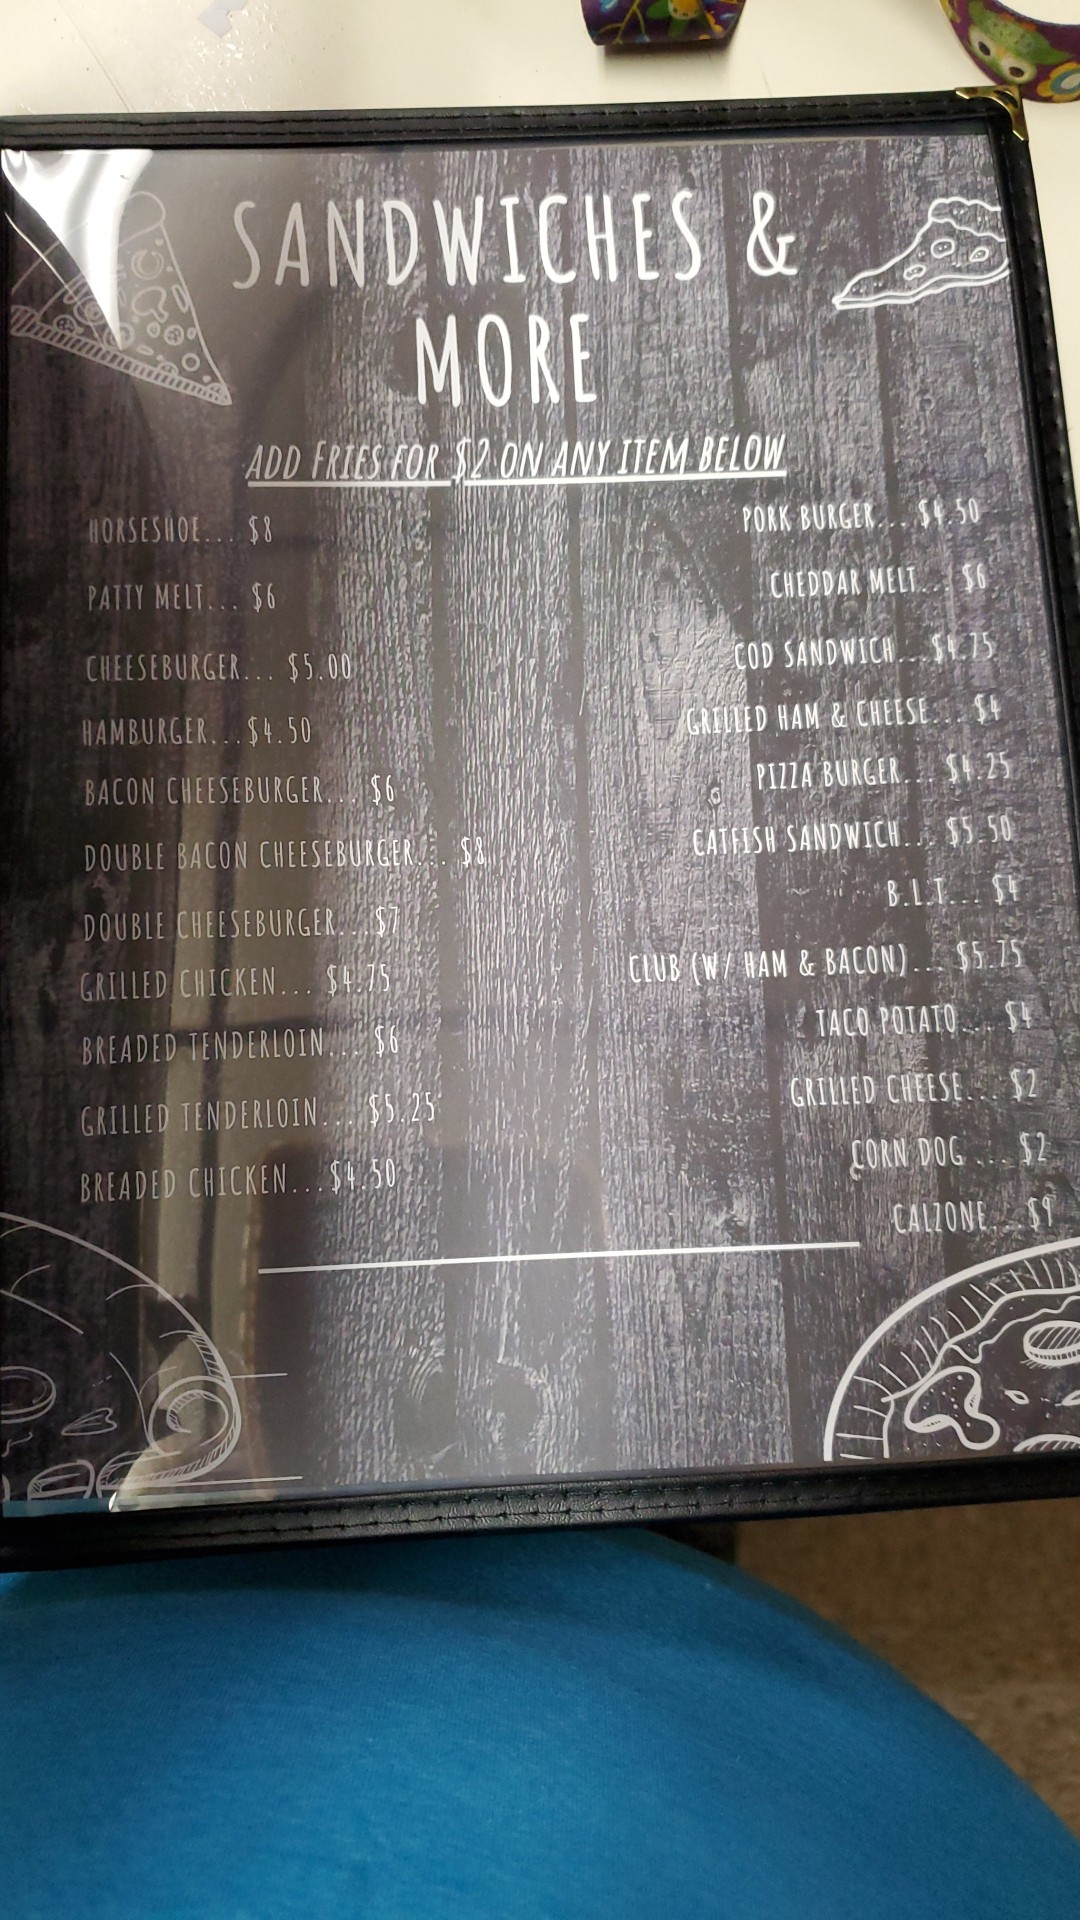 SANDWICHES &
MORE
ADD FRIES FOR $2 ON ANY ITEM BELOW
HORSESHOE... $8
PATTY MELT... $6
CHEESEBURGER... $5.00
HAMBURGER...$4.50
BACON CHEESEBURGER... $6
DOUBLE BACON CHEESEBURGER... $8
DOUBLE CHEESEBURGER...$7
GRILLED CHICKEN... $4.75
BREADED TENDERLOIN... $6
GRILLED TENDERLOIN... $5.25
BREADED CHICKEN...$4.50
PORK BURGER... $4.50
CHEDDAR MELT... $6
COD SANDWICH...$4.75
GRILLED HAM & CHEESE... $4
PIZZA BURGER... $4.25
CATFISH SANDWICH... $5.50
B.L.T... $4
CLUB (W/ HAM & BACON)... $5.75
TACO POTATO... $4
GRILLED CHEESE... $2
CORN DOG ... $2
CALZONE... $9